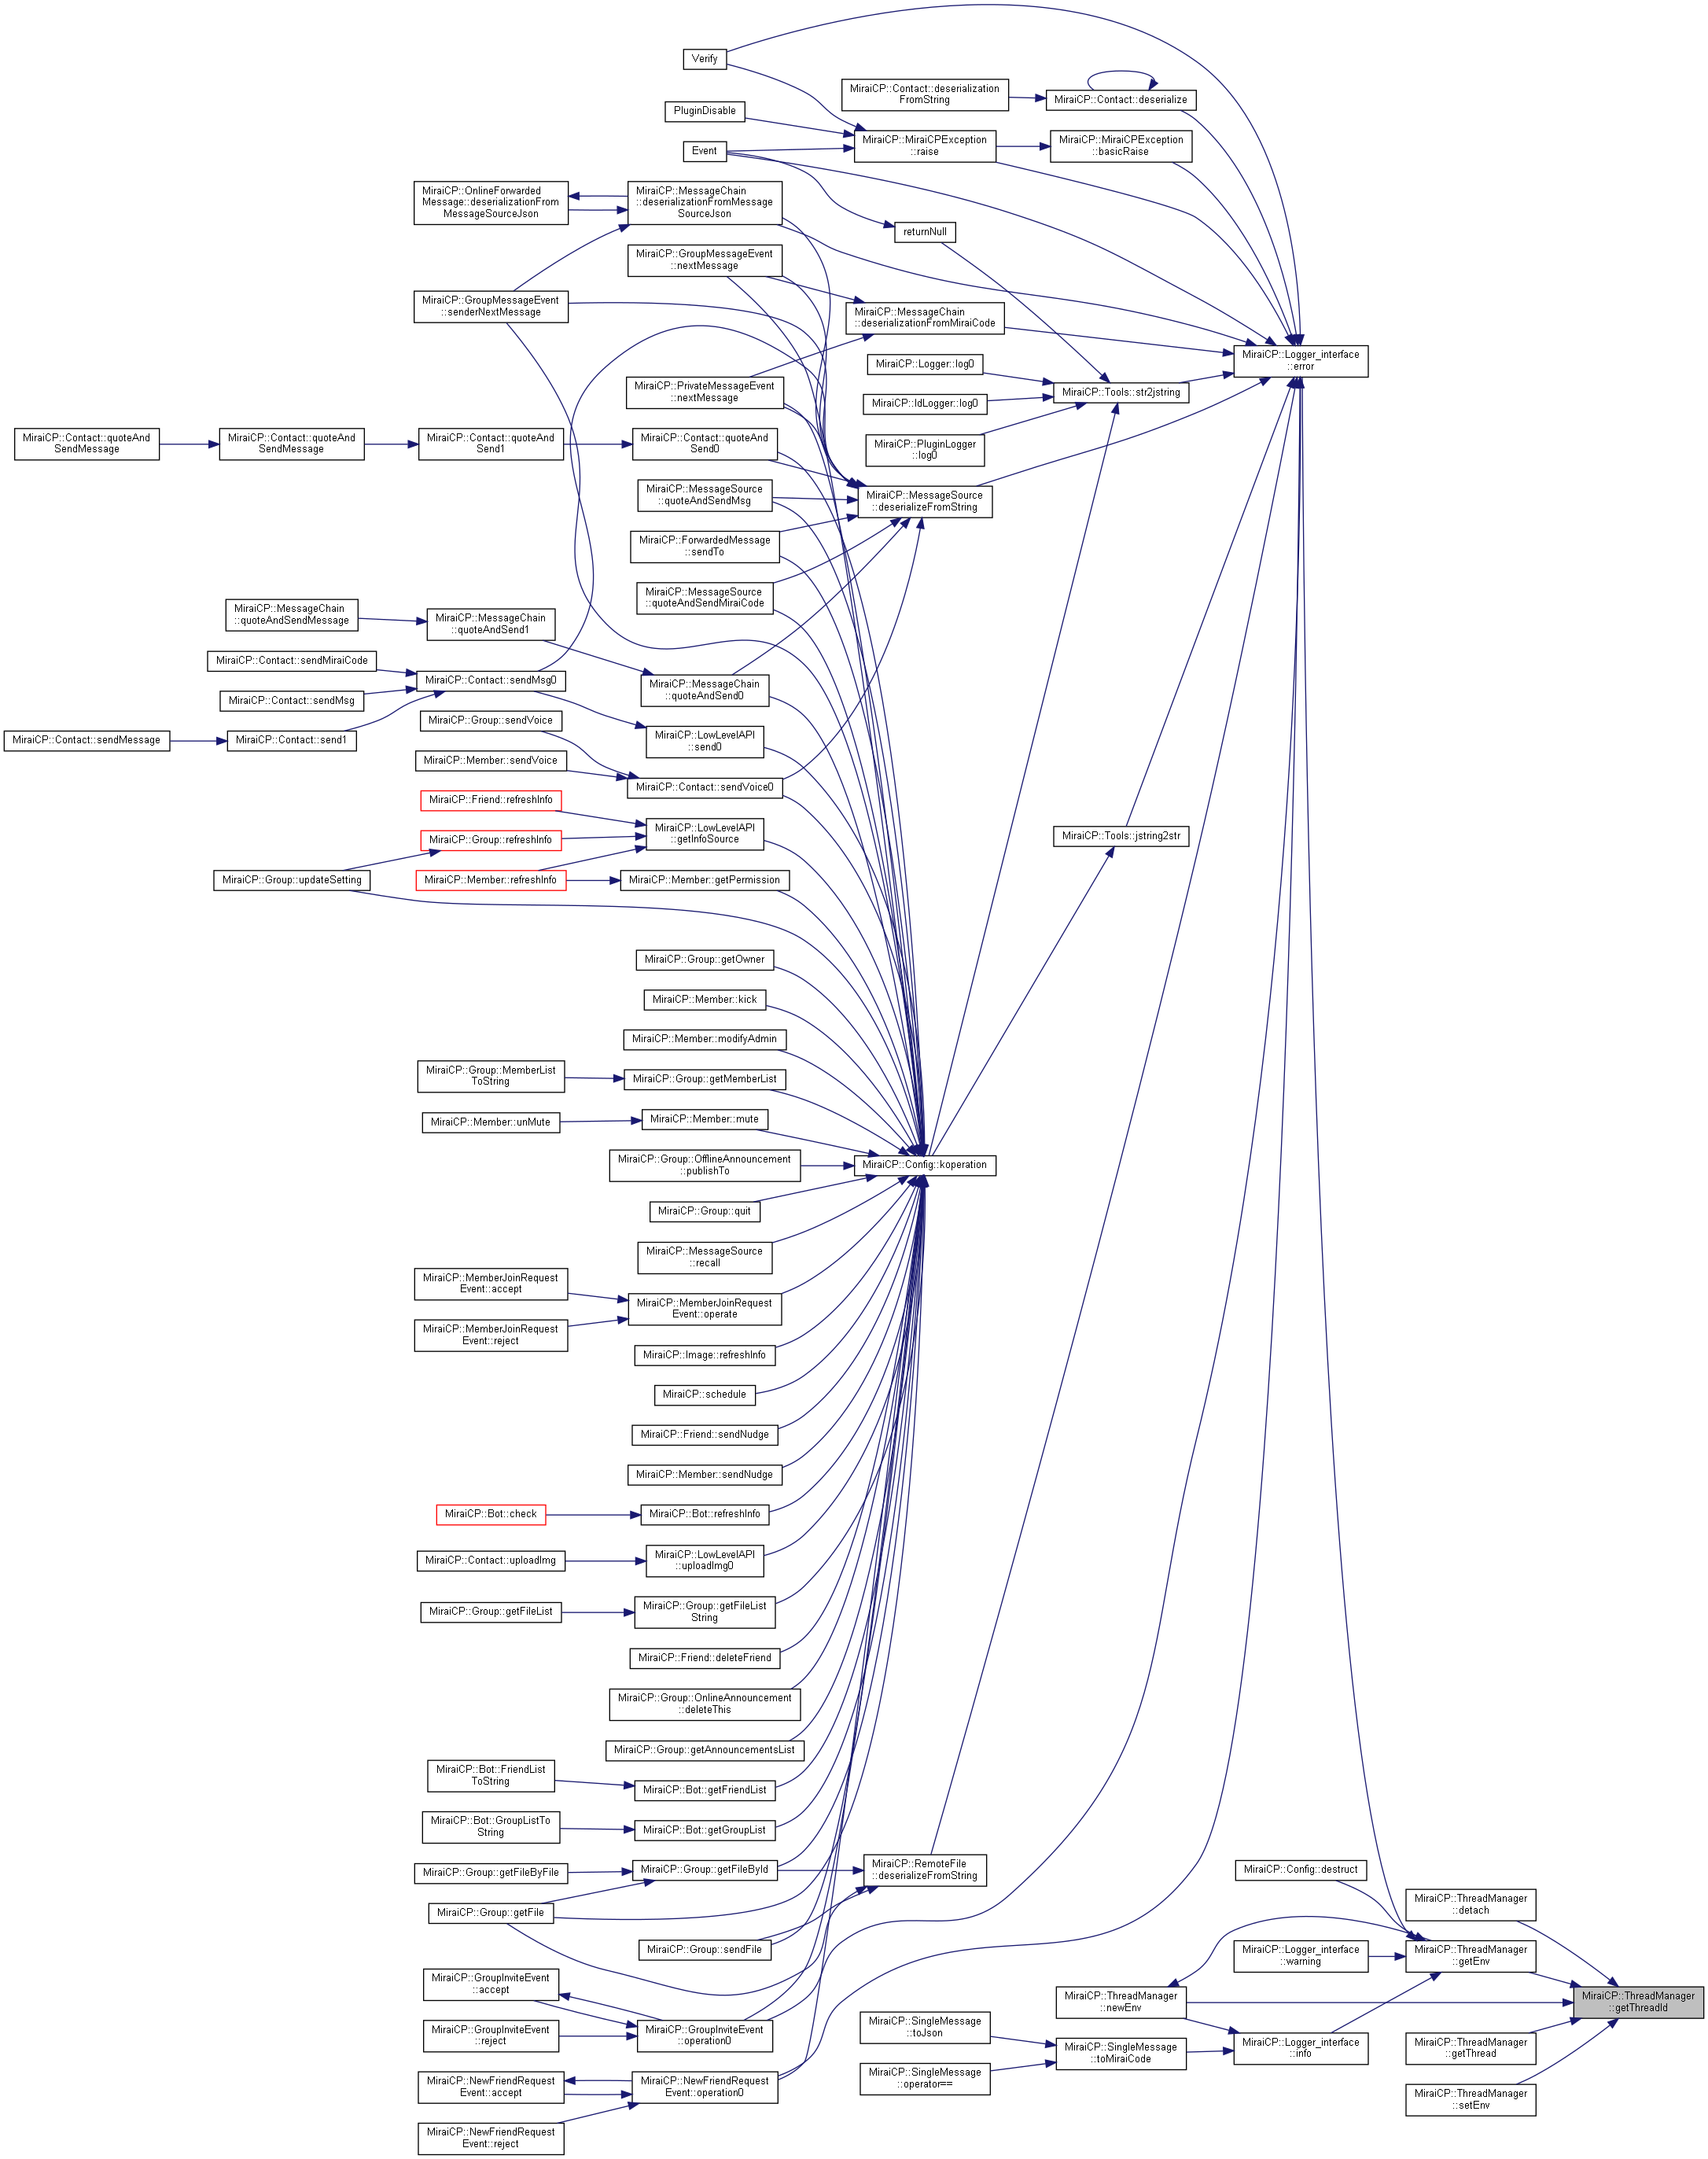 Verify
MiraiCP::Contact::deserialization
FromString
MiraiCP::Contact::deserialize
PluginDisable
MiraiCP::MiraiCPException
::raise
MiraiCP::MiraiCPException
::basicRaise
Event
MiraiCP::OnlineForwarded
Message::deserializationFrom
MessageSourceJson
MiraiCP::MessageChain
::deserializationFromMessage
SourceJson
returnNull
MiraiCP::GroupMessageEvent
::nextMessage
MiraiCP::GroupMessageEvent
::senderNextMessage
MiraiCP::MessageChain
::deserializationFromMiraiCode
MiraiCP::Logger_interface
::error
MiraiCP::Logger::log0
MiraiCP::PrivateMessageEvent
::nextMessage
MiraiCP::IdLogger::log0
MiraiCP::Tools::str2jstring
MiraiCP::PluginLogger
::log0
MiraiCP::Contact::quoteAnd
SendMessage
MiraiCP::Contact::quoteAnd
SendMessage
MiraiCP::Contact::quoteAnd
Send1
MiraiCP::Contact::quoteAnd
Send0
MiraiCP::MessageSource
::quoteAndSendMsg
MiraiCP::MessageSource
::deserializeFromString
MiraiCP::ForwardedMessage
::sendTo
MiraiCP::MessageSource
::quoteAndSendMiraiCode
MiraiCP::MessageChain
::quoteAndSendMessage
MiraiCP::MessageChain
::quoteAndSend1
MiraiCP::Contact::sendMiraiCode
MiraiCP::Contact::sendMsg0
MiraiCP::MessageChain
::quoteAndSend0
MiraiCP::Contact::sendMsg
MiraiCP::Group::sendVoice
MiraiCP::Contact::sendMessage
MiraiCP::Contact::send1
MiraiCP::LowLevelAPI
::send0
MiraiCP::Member::sendVoice
MiraiCP::Contact::sendVoice0
MiraiCP::Friend::refreshInfo
MiraiCP::Group::refreshInfo
MiraiCP::LowLevelAPI
::getInfoSource
MiraiCP::Tools::jstring2str
MiraiCP::Group::updateSetting
MiraiCP::Member::refreshInfo
MiraiCP::Member::getPermission
MiraiCP::Group::getOwner
MiraiCP::Member::kick
MiraiCP::Member::modifyAdmin
MiraiCP::Group::MemberList
ToString
MiraiCP::Group::getMemberList
MiraiCP::Member::unMute
MiraiCP::Member::mute
MiraiCP::Group::OfflineAnnouncement
::publishTo
MiraiCP::Config::koperation
MiraiCP::Group::quit
MiraiCP::MessageSource
::recall
MiraiCP::MemberJoinRequest
Event::accept
MiraiCP::MemberJoinRequest
Event::operate
MiraiCP::MemberJoinRequest
Event::reject
MiraiCP::Image::refreshInfo
MiraiCP::schedule
MiraiCP::Friend::sendNudge
MiraiCP::Member::sendNudge
MiraiCP::Bot::check
MiraiCP::Bot::refreshInfo
MiraiCP::Contact::uploadImg
MiraiCP::LowLevelAPI
::uploadImg0
MiraiCP::Group::getFileList
MiraiCP::Group::getFileList
String
MiraiCP::Friend::deleteFriend
MiraiCP::Group::OnlineAnnouncement
::deleteThis
MiraiCP::Group::getAnnouncementsList
MiraiCP::Bot::FriendList
ToString
MiraiCP::Bot::getFriendList
MiraiCP::Bot::GroupListTo
String
MiraiCP::Bot::getGroupList
MiraiCP::Group::getFileByFile
MiraiCP::Group::getFileById
MiraiCP::RemoteFile
::deserializeFromString
MiraiCP::Config::destruct
MiraiCP::Group::getFile
MiraiCP::ThreadManager
::detach
MiraiCP::Group::sendFile
MiraiCP::Logger_interface
::warning
MiraiCP::ThreadManager
::getEnv
MiraiCP::GroupInviteEvent
::accept
MiraiCP::ThreadManager
::newEnv
MiraiCP::ThreadManager
::getThreadId
MiraiCP::GroupInviteEvent
::reject
MiraiCP::GroupInviteEvent
::operation0
MiraiCP::SingleMessage
::toJson
MiraiCP::SingleMessage
::toMiraiCode
MiraiCP::Logger_interface
::info
MiraiCP::ThreadManager
::getThread
MiraiCP::NewFriendRequest
Event::accept
MiraiCP::NewFriendRequest
Event::operation0
MiraiCP::SingleMessage
::operator==
MiraiCP::ThreadManager
::setEnv
MiraiCP::NewFriendRequest
Event::reject